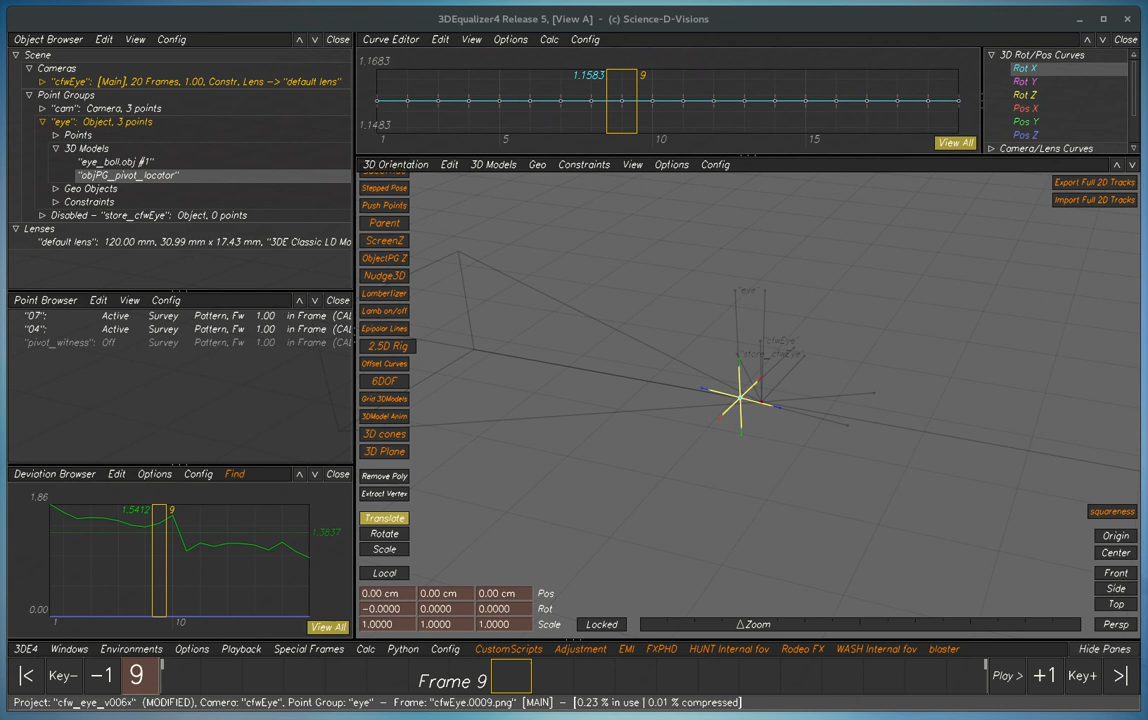 3DEqualizer4 Release 5, [View A] - (c) Science-D-Visions
Object Browser Edit View Config Close
Scene
Cameras
"cfwEye": [Main], 20 Frames, 1.00, Constr, Lens -> "default lens"
Point Groups
"cam": Camera, 3 points
"eye": Object, 3 points
Points
3D Models
"eye_boll.obj #1"
"objPG_pivot_locator"
Geo Objects
Constraints
Disabled - "store_cfwEye": Object, 0 points
Lenses
"default lens": 120.00 mm, 30.99 mm x 17.43 mm, "3DE Classic LD Mo
Curve Editor Edit View Options Calc Config Close
1.1683
1.1583 9
1.1483
1 5 10 15
View All
3D Rot/Pos Curves
Rot X
Rot Y
Rot Z
Pos X
Pos Y
Pos Z
Camera/Lens Curves
3D Orientation Edit 3D Models Geo Constraints View Options Config
Stepped Pose
Push Points
Parent
ScreenZ
ObjectPG Z
Nudge3D
Lambertizer
Lamb on/off
Epipolar Lines
2.5D Rig
Offset Curves
6DOF
Grid 3DModels
3DModel Anim
3D cones
3D Plane
Remove Poly
Extract Vertex
Translate
Rotate
Scale
Local
0.00 cm 0.00 cm 0.00 cm Pos
-0.0000 0.0000 0.0000 Rot
1.0000 1.0000 1.0000 Scale
Locked
Zoom
Export Full 2D Tracks
Import Full 2D Tracks
"eye"
"cfwEye"
"store_cfwEye"
squareness
Origin
Center
Front
Side
Top
Persp
Point Browser Edit View Config Close
"07": Active Survey Pattern, Fw 1.00 in Frame (CAL
"04": Active Survey Pattern, Fw 1.00 in Frame (CAL
"pivot_witness": Off Survey Pattern, Fw 1.00 in Frame (CAL
Deviation Browser Edit Options Config Find Close
1.86
1.5412 9
1.3837
0.00
1 10
View All
3DE4 Windows Environments Options Playback Special Frames Calc Python Config CustomScripts Adjustment EMI FXPHD HUNT Internal fov Rodeo FX WASH Internal fov blaster Hide Panes
|< Key- -1 9 Frame 9 Play > +1 Key+ >|
Project: "cfw_eye_v006x" (MODIFIED), Camera: "cfwEye", Point Group: "eye" - Frame: "cfwEye.0009.png" [MAIN] - [0.23 % in use | 0.01 % compressed]